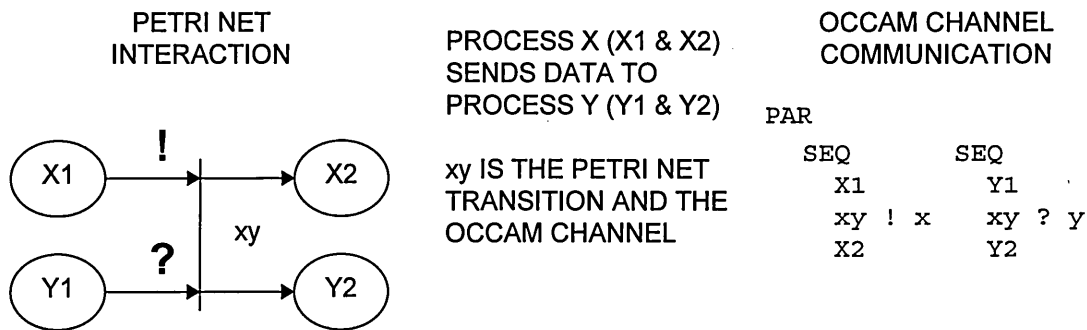 PETRI NET
INTERACTION
!
X1
X2
xy
?
Y1
Y2
PROCESS X (X1 & X2)
SENDS DATA TO
PROCESS Y (Y1 & Y2)
xy IS THE PETRI NET
TRANSITION AND THE
OCCAM CHANNEL
OCCAM CHANNEL
COMMUNICATION
PAR
SEQ SEQ
X1 Y1
xy ! x xy ? y
X2 Y2